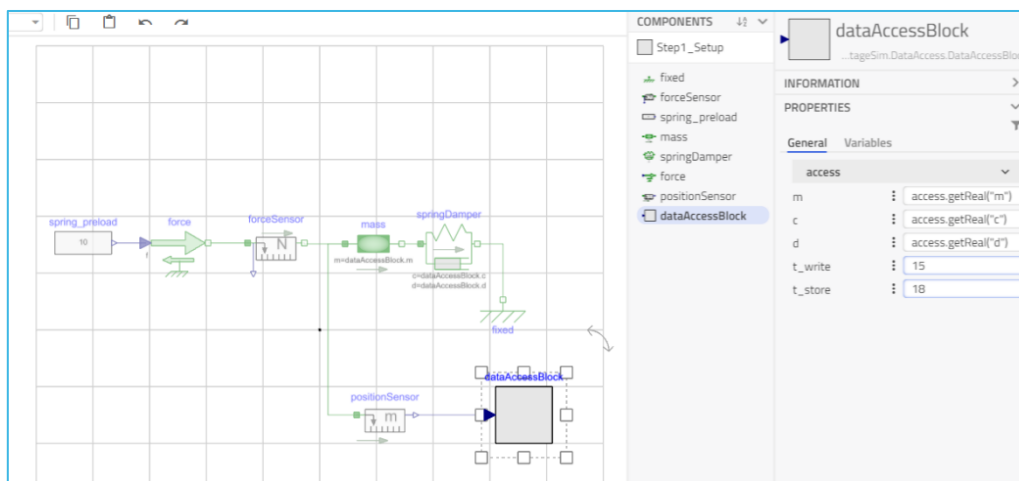 COMPONENTS
Step1_Setup
fixed
forceSensor
spring_preload
mass
springDamper
force
positionSensor
dataAccessBlock
dataAccessBlock
...tageSim.DataAccess.DataAccessBloc
INFORMATION
PROPERTIES
General Variables
access
m access.getReal("m")
c access.getReal("c")
d access.getReal("d")
t_write 15
t_store 18
spring_preload
10
force
f
forceSensor
N
mass
m=dataAccessBlock.m
springDamper
c=dataAccessBlock.c
d=dataAccessBlock.d
fixed
positionSensor
m
dataAccessBlock